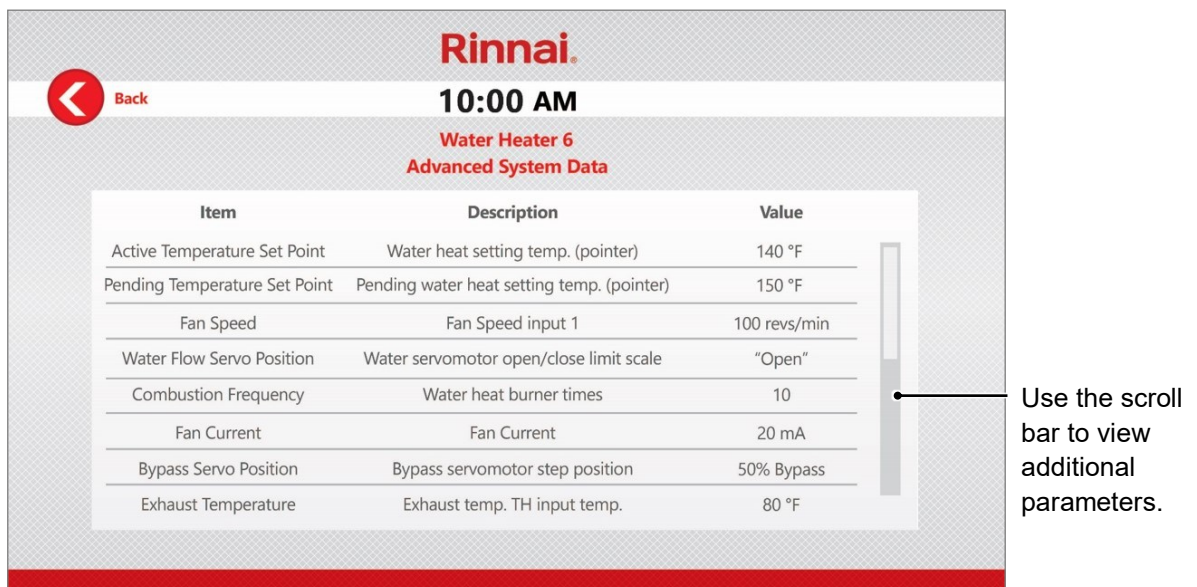 Rinnai®
Back
10:00 AM
Water Heater 6
Advanced System Data
Item Description Value
Active Temperature Set Point Water heat setting temp. (pointer) 140 °F
Pending Temperature Set Point Pending water heat setting temp. (pointer) 150 °F
Fan Speed Fan Speed input 1 100 revs/min
Water Flow Servo Position Water servomotor open/close limit scale “Open”
Combustion Frequency Water heat burner times 10
Fan Current Fan Current 20 mA
Bypass Servo Position Bypass servomotor step position 50% Bypass
Exhaust Temperature Exhaust temp. TH input temp. 80 °F
Use the scroll
bar to view
additional
parameters.